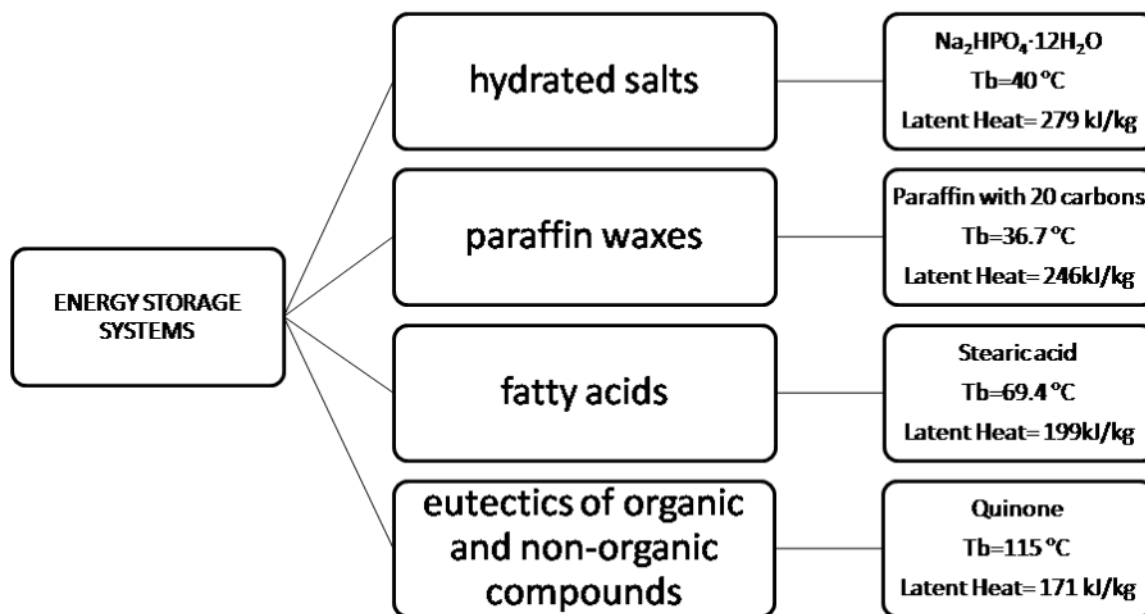 ENERGY STORAGE
SYSTEMS
hydrated salts
Na₂HPO₄·12H₂O
Tb=40 °C
Latent Heat= 279 kJ/kg
paraffin waxes
Paraffin with 20 carbons
Tb=36.7 °C
Latent Heat= 246kJ/kg
fatty acids
Stearic acid
Tb=69.4 °C
Latent Heat= 199kJ/kg
eutectics of organic
and non-organic
compounds
Quinone
Tb=115 °C
Latent Heat= 171 kJ/kg